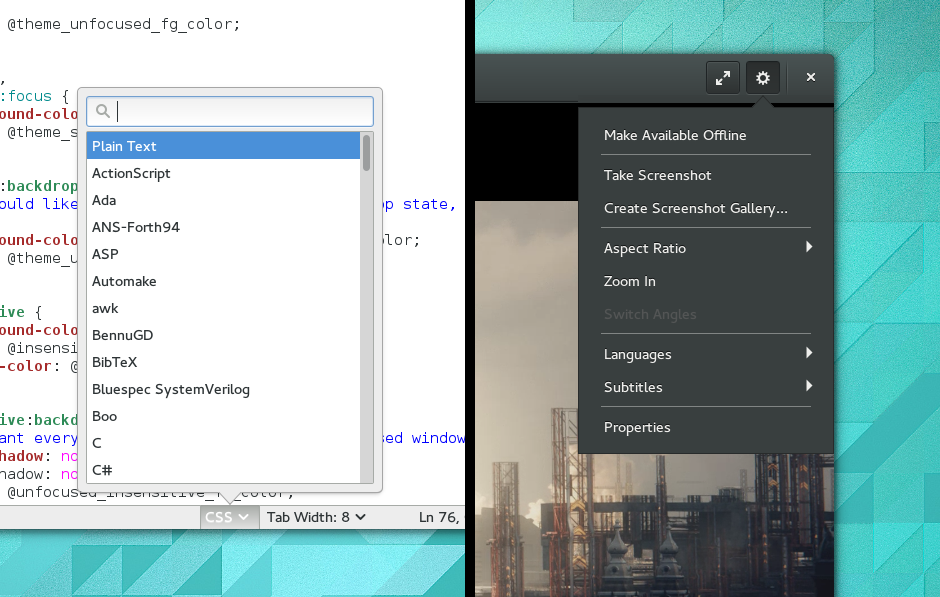 @theme_unfocused_fg_color;
,
:focus {
ound-colo
@theme_s
:backdrop
ould like
op state,
ound-colo
olor;
@theme_u
ive {
ound-colo
@insensi
-color: @
ive:backd
ant every
sed window
hadow: no
hadow: no
@unfocused_insensitive_fg_color;
Plain Text
ActionScript
Ada
ANS-Forth94
ASP
Automake
awk
BennuGD
BibTeX
Bluespec SystemVerilog
Boo
C
C#
CSS
Tab Width: 8
Ln 76,
Make Available Offline
Take Screenshot
Create Screenshot Gallery...
Aspect Ratio
Zoom In
Switch Angles
Languages
Subtitles
Properties